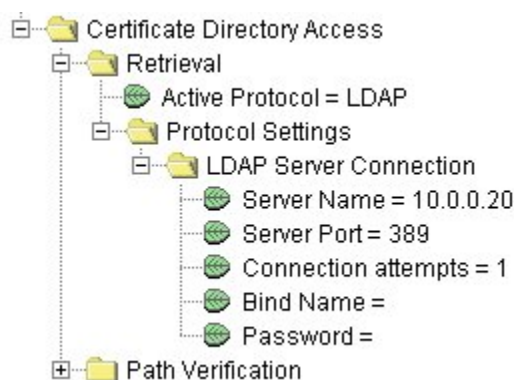 Certificate Directory Access
Retrieval
Active Protocol = LDAP
Protocol Settings
LDAP Server Connection
Server Name = 10.0.0.20
Server Port = 389
Connection attempts = 1
Bind Name =
Password =
Path Verification